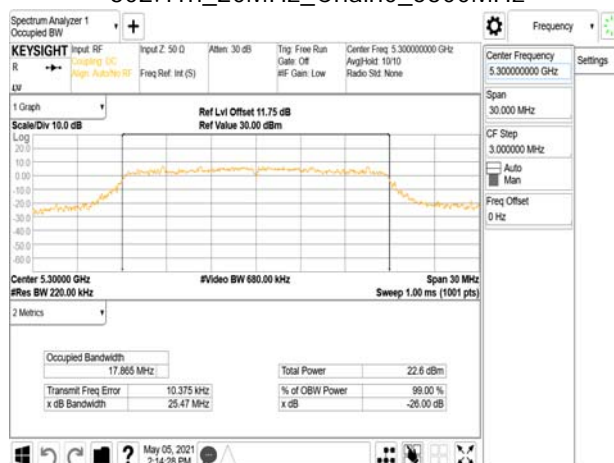 Spectrum Analyzer 1
Occupied BW
Frequency
KEYSIGHT
R
Input: RF
Coupling: DC
Align: Auto/No RF
Input Z: 50 Ω
Freq Ref: Int (S)
Atten: 30 dB
Trig: Free Run
Gate: Off
#IF Gain: Low
Center Freq: 5.300000000 GHz
Avg|Hold: 10/10
Radio Std: None
Center Frequency
5.300000000 GHz
Settings
Span
30.000 MHz
CF Step
3.000000 MHz
Auto
Man
Freq Offset
0 Hz
1 Graph
Scale/Div 10.0 dB
Ref Lvl Offset 11.75 dB
Ref Value 30.00 dBm
Log
20.0
10.0
0.00
-10.0
-20.0
-30.0
-40.0
-50.0
-60.0
Center 5.30000 GHz
#Video BW 680.00 kHz
Span 30 MHz
#Res BW 220.00 kHz
Sweep 1.00 ms (1001 pts)
2 Metrics
Occupied Bandwidth
17.865 MHz
Total Power 22.6 dBm
Transmit Freq Error 10.375 kHz
% of OBW Power 99.00 %
x dB Bandwidth 25.47 MHz
x dB -26.00 dB
May 05, 2021
2:14:28 PM